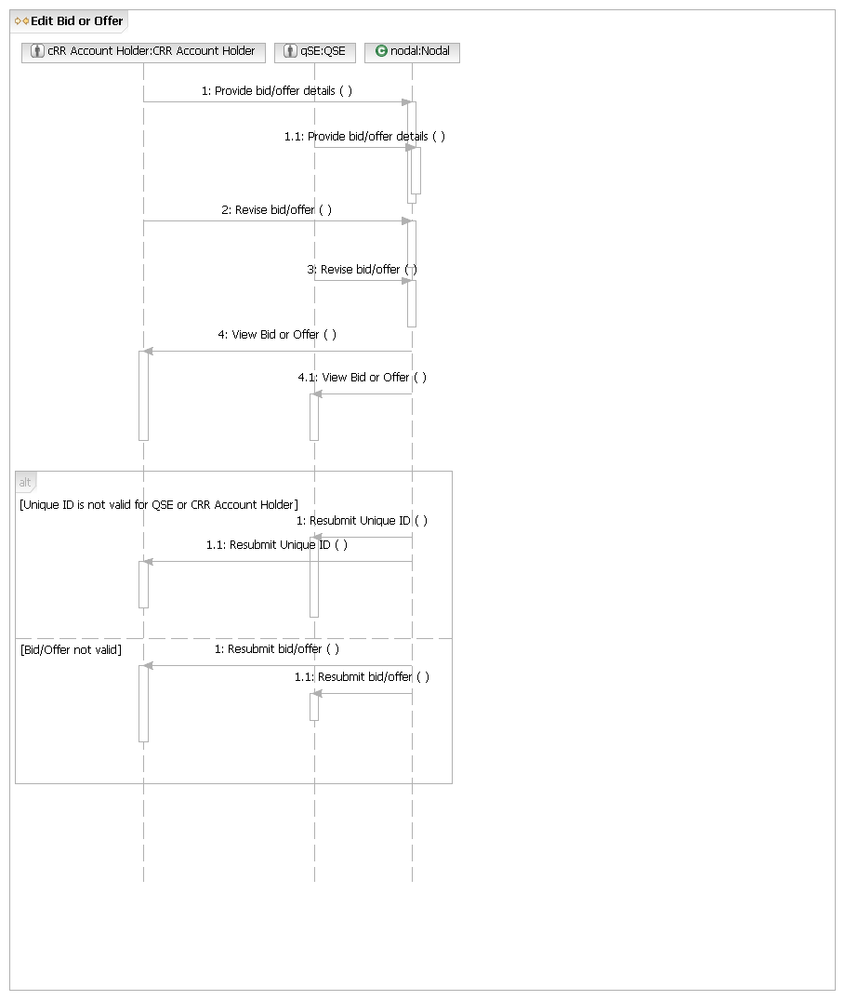 Edit Bid or Offer
cRR Account Holder:CRR Account Holder
qSE:QSE
nodal:Nodal
1: Provide bid/offer details ( )
1.1: Provide bid/offer details ( )
2: Revise bid/offer ( )
3: Revise bid/offer ( )
4: View Bid or Offer ( )
4.1: View Bid or Offer ( )
alt
[Unique ID is not valid for QSE or CRR Account Holder]
1: Resubmit Unique ID ( )
1.1: Resubmit Unique ID ( )
[Bid/Offer not valid]
1: Resubmit bid/offer ( )
1.1: Resubmit bid/offer ( )